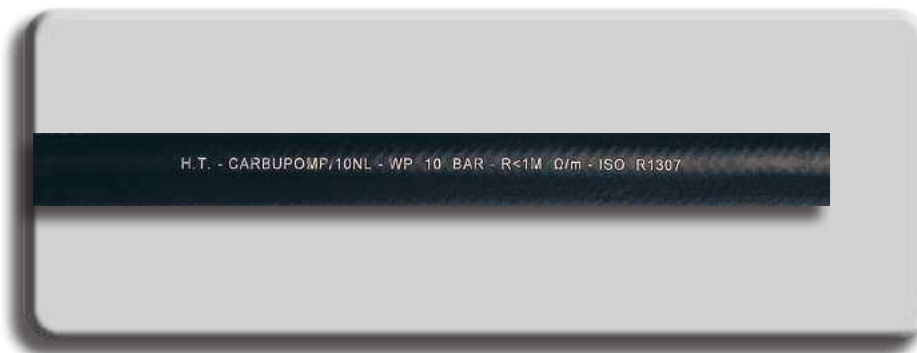 H.T. - CARBUPOMP/10NL - WP 10 BAR - R<1M Ω/m - ISO R1307